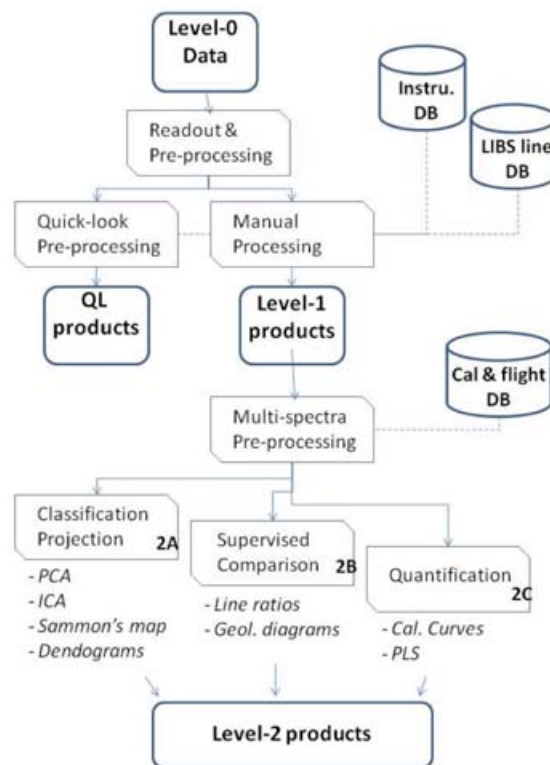 Level-0
Data
Instru.
DB
LIBS line
DB
Readout &
Pre-processing
Quick-look
Pre-processing
Manual
Processing
QL
products
Level-1
products
Cal & flight
DB
Multi-spectra
Pre-processing
Classification
Projection 2A
- PCA
- ICA
- Sammon's map
- Dendograms
Supervised
Comparison 2B
- Line ratios
- Geol. diagrams
Quantification
2C
- Cal. Curves
- PLS
Level-2 products